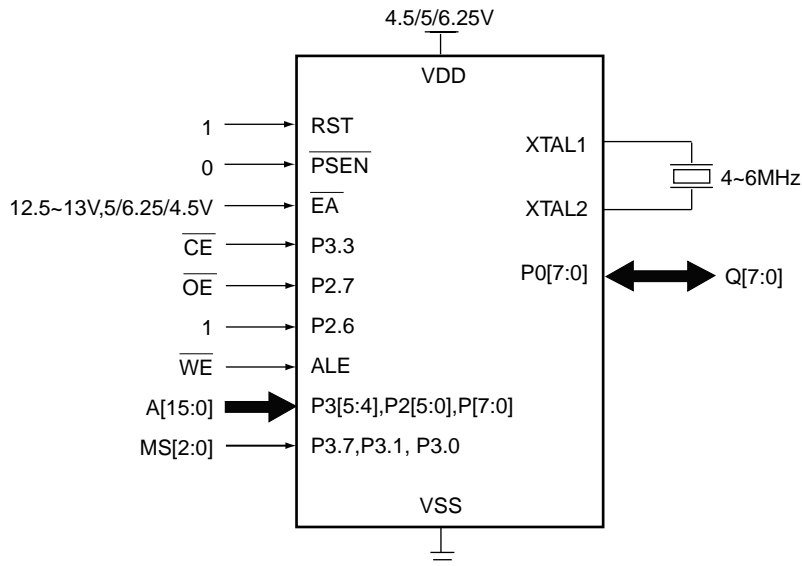 4.5/5/6.25V
VDD
1 RST
0 PSEN
12.5~13V,5/6.25/4.5V EA
CE P3.3
OE P2.7
1 P2.6
WE ALE
A[15:0] P3[5:4],P2[5:0],P[7:0]
MS[2:0] P3.7,P3.1, P3.0
VSS
XTAL1
XTAL2
4~6MHz
P0[7:0] Q[7:0]